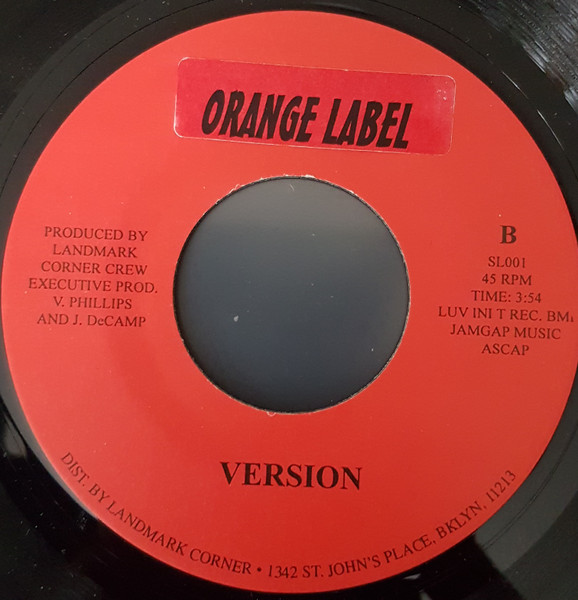 ORANGE LABEL
PRODUCED BY
LANDMARK
CORNER CREW
EXECUTIVE PROD.
V. PHILLIPS
AND J. DeCAMP
B
SL001
45 RPM
TIME: 3:54
LUV INI T REC. BMI
JAMGAP MUSIC
ASCAP
VERSION
DIST. BY LANDMARK CORNER • 1342 ST. JOHN'S PLACE, BKLYN, 11213